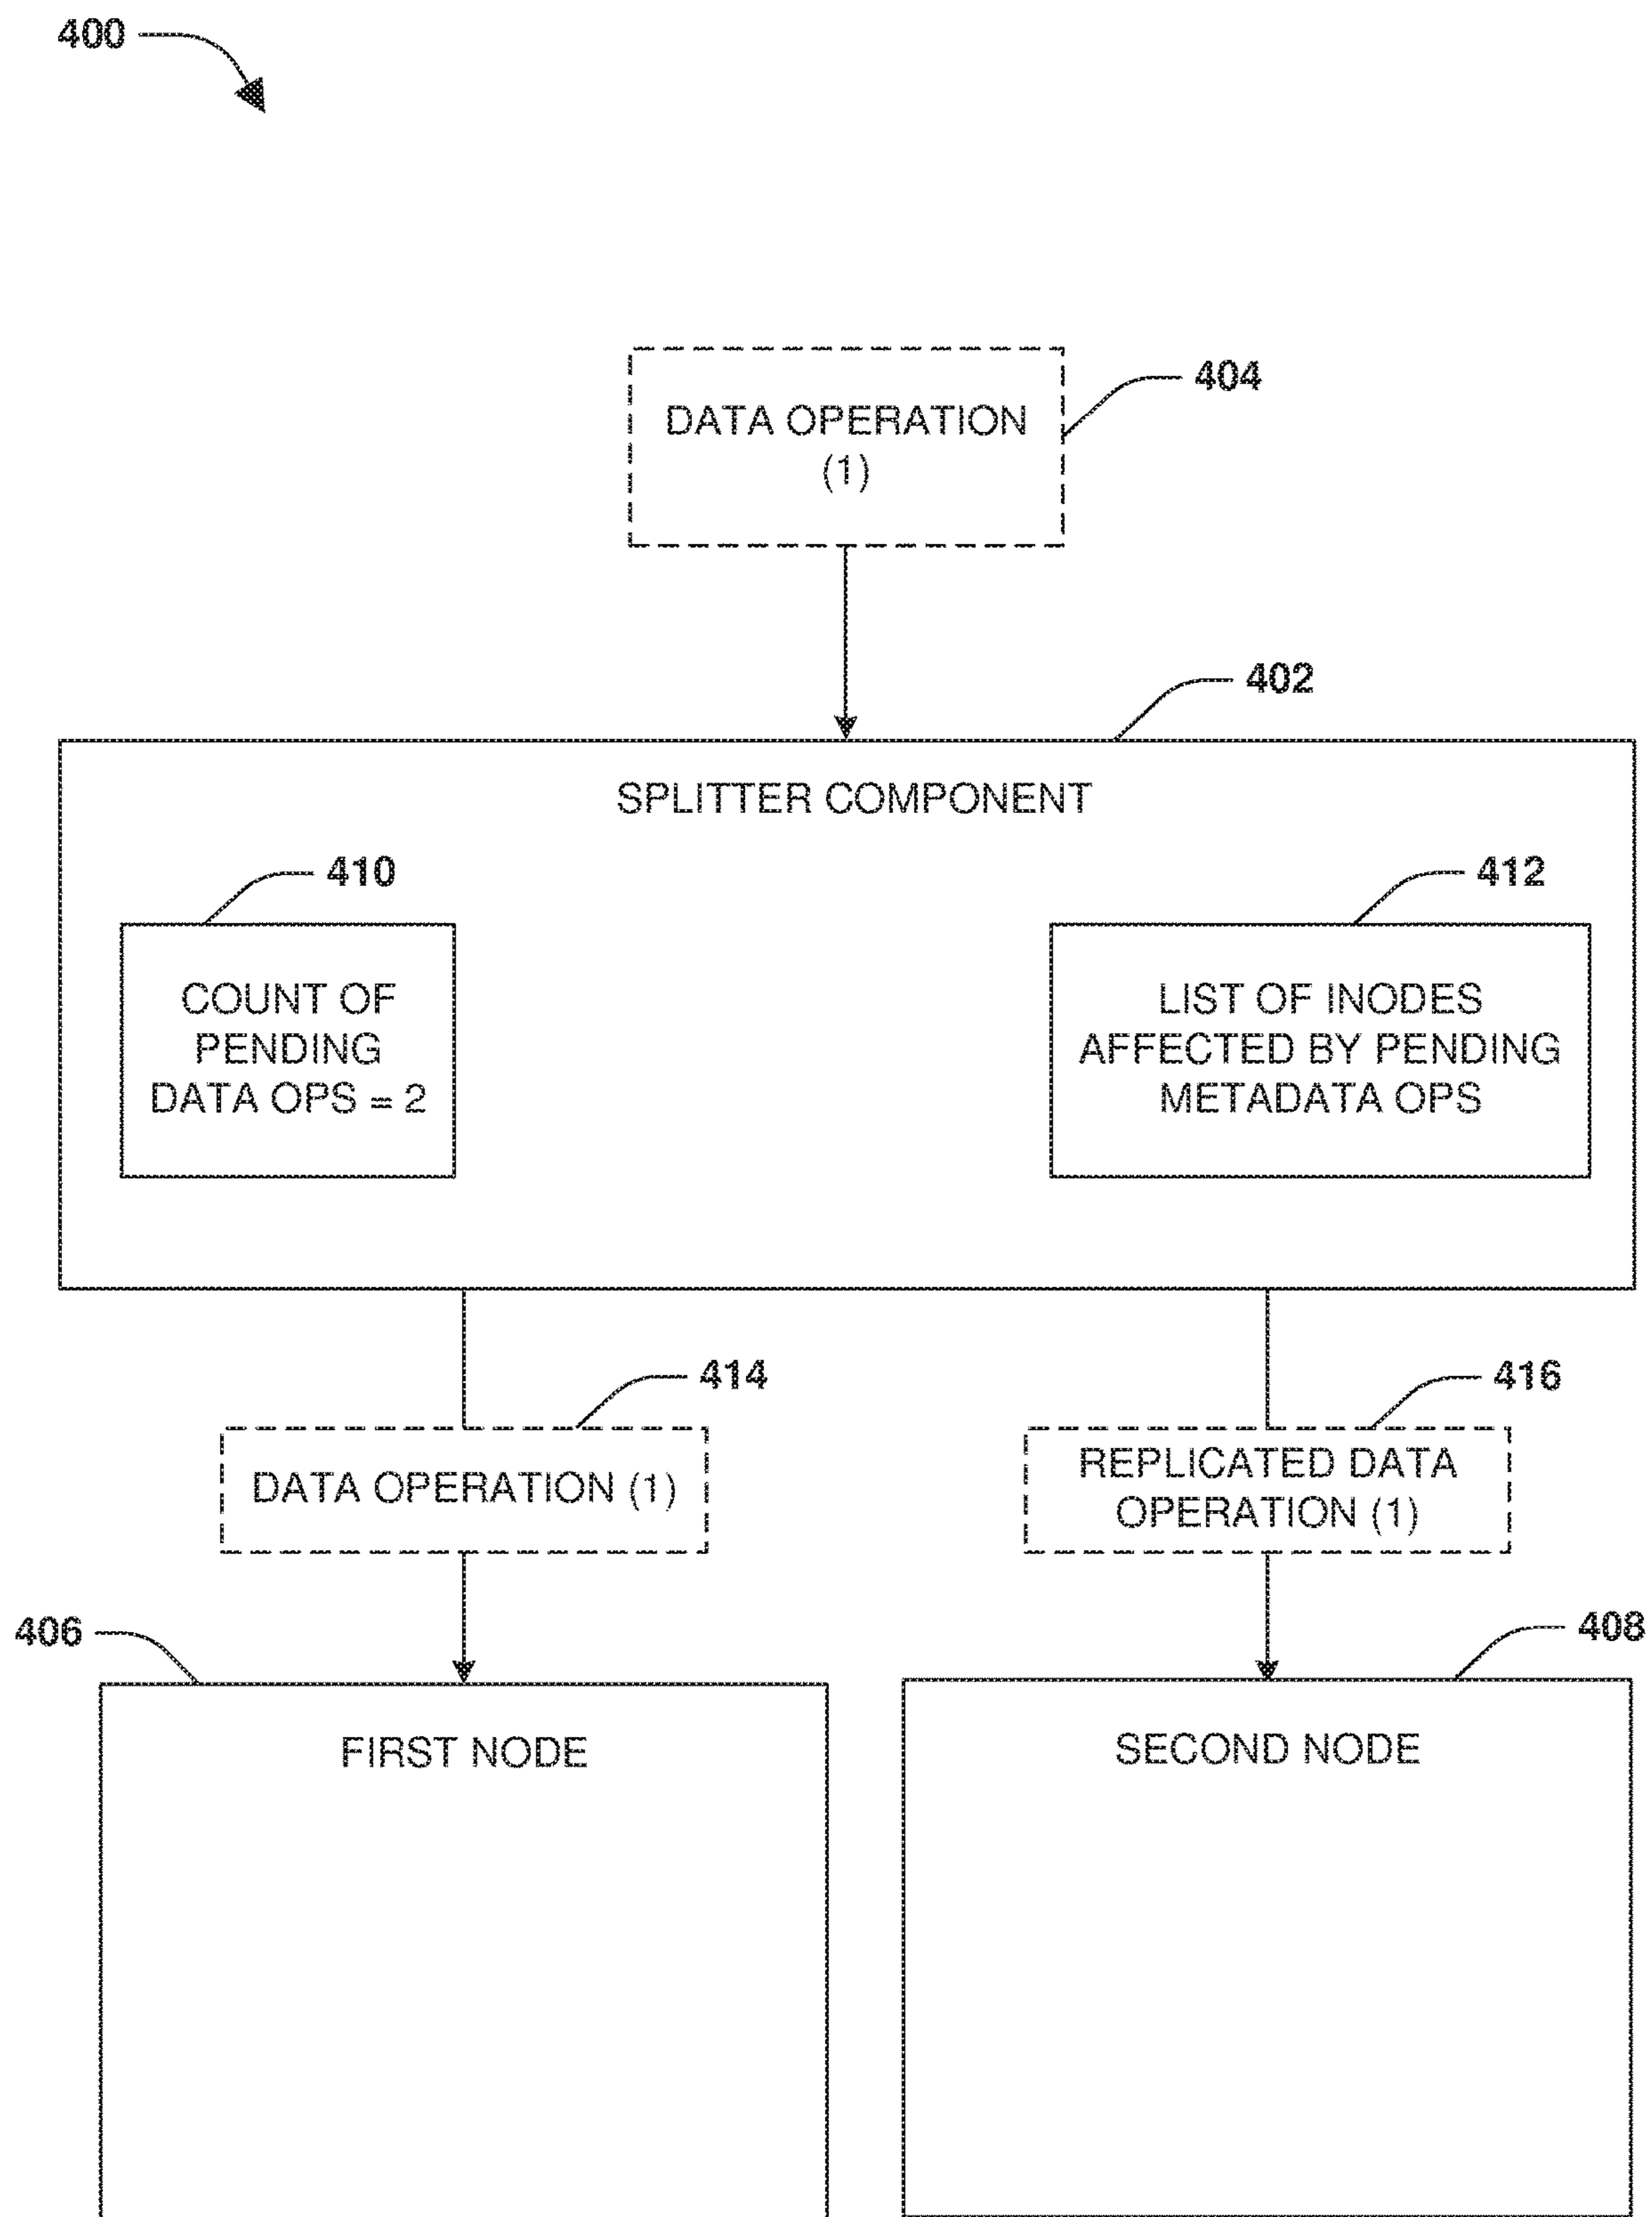 400
404
DATA OPERATION
(1)
402
SPLITTER COMPONENT
410
412
COUNT OF
PENDING
DATA OPS = 2
LIST OF INODES
AFFECTED BY PENDING
METADATA OPS
414
416
DATA OPERATION (1)
REPLICATED DATA
OPERATION (1)
406
408
FIRST NODE
SECOND NODE